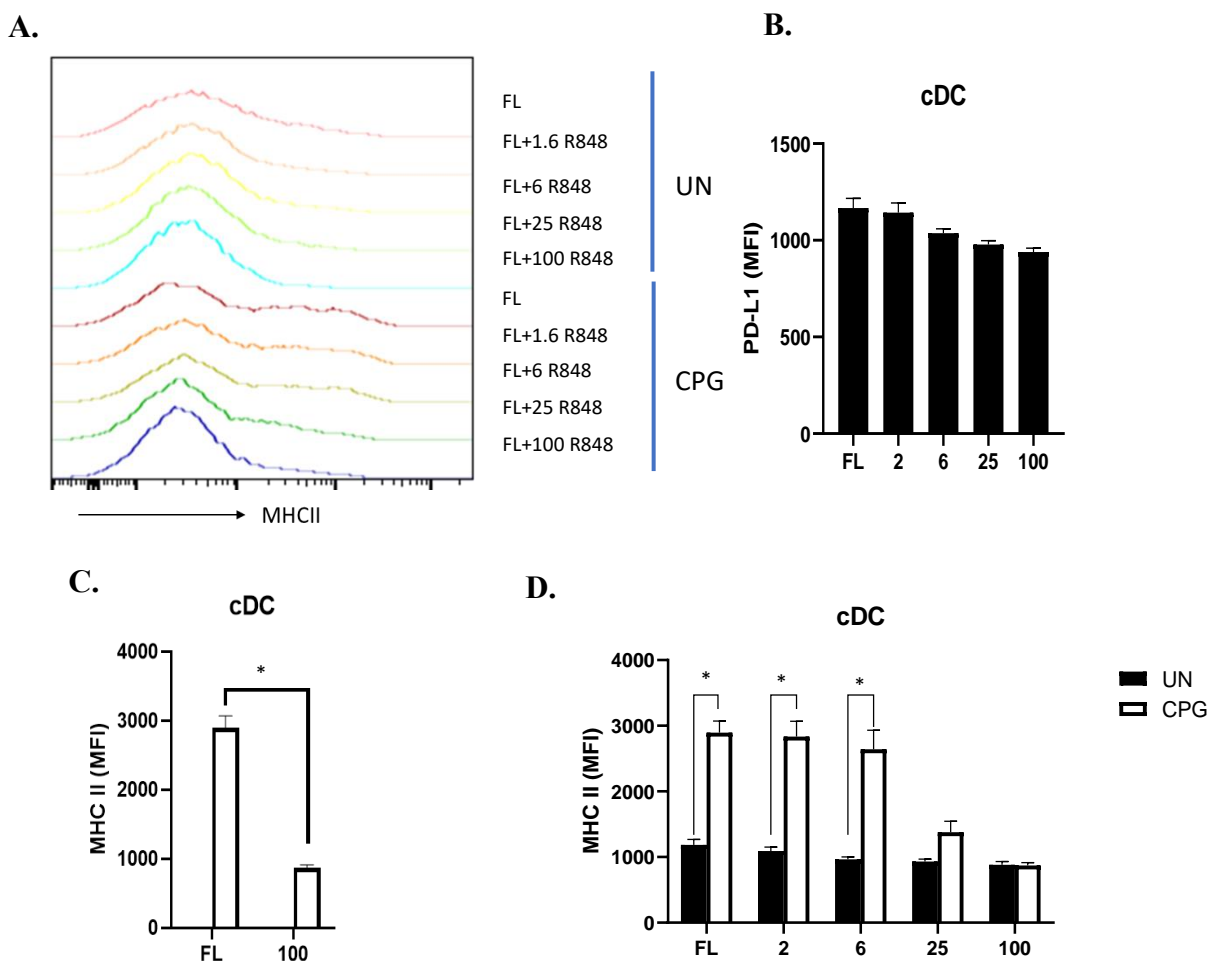 A.
FL
FL+1.6 R848
FL+6 R848
FL+25 R848
FL+100 R848
UN
FL
FL+1.6 R848
FL+6 R848
FL+25 R848
FL+100 R848
CPG
MHCII
B.
cDC
PD-L1 (MFI)
1500
1000
500
0
FL 2 6 25 100
C.
cDC
MHC II (MFI)
4000
3000
2000
1000
0
*
FL 100
D.
cDC
MHC II (MFI)
4000
3000
2000
1000
0
* * *
FL 2 6 25 100
UN
CPG